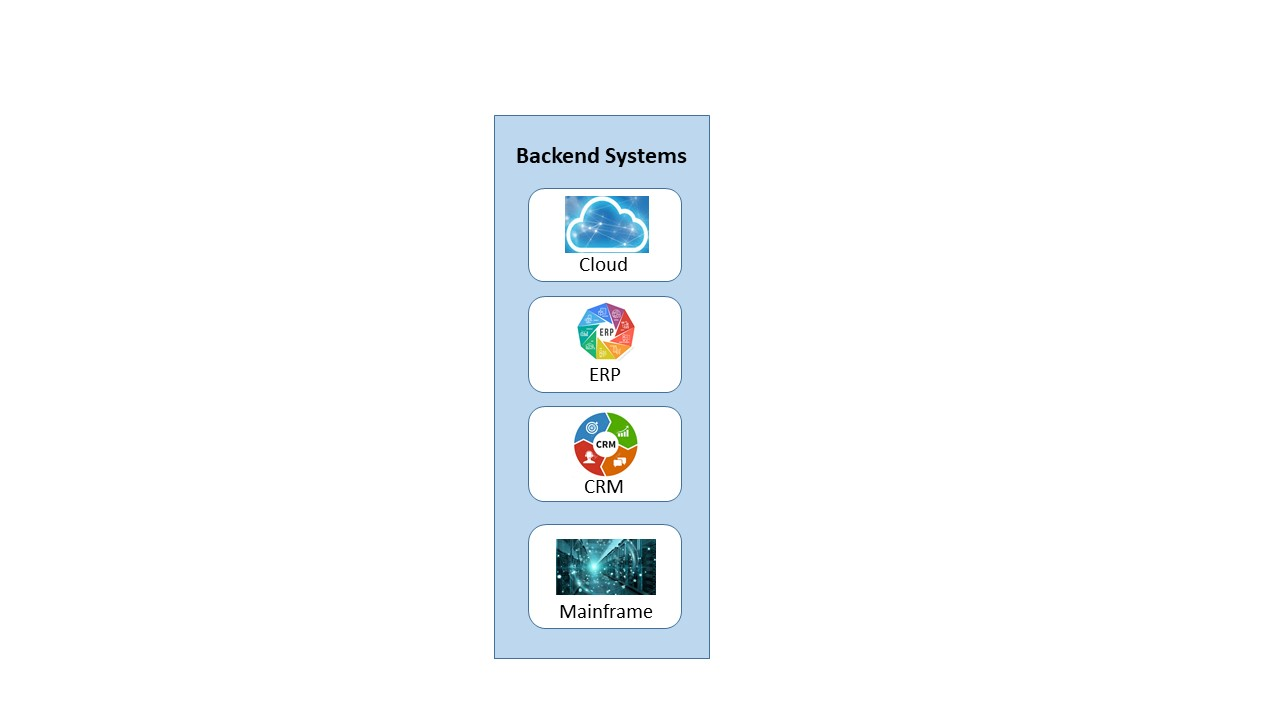 Backend Systems
Cloud
ERP
ERP
CRM
CRM
Mainframe